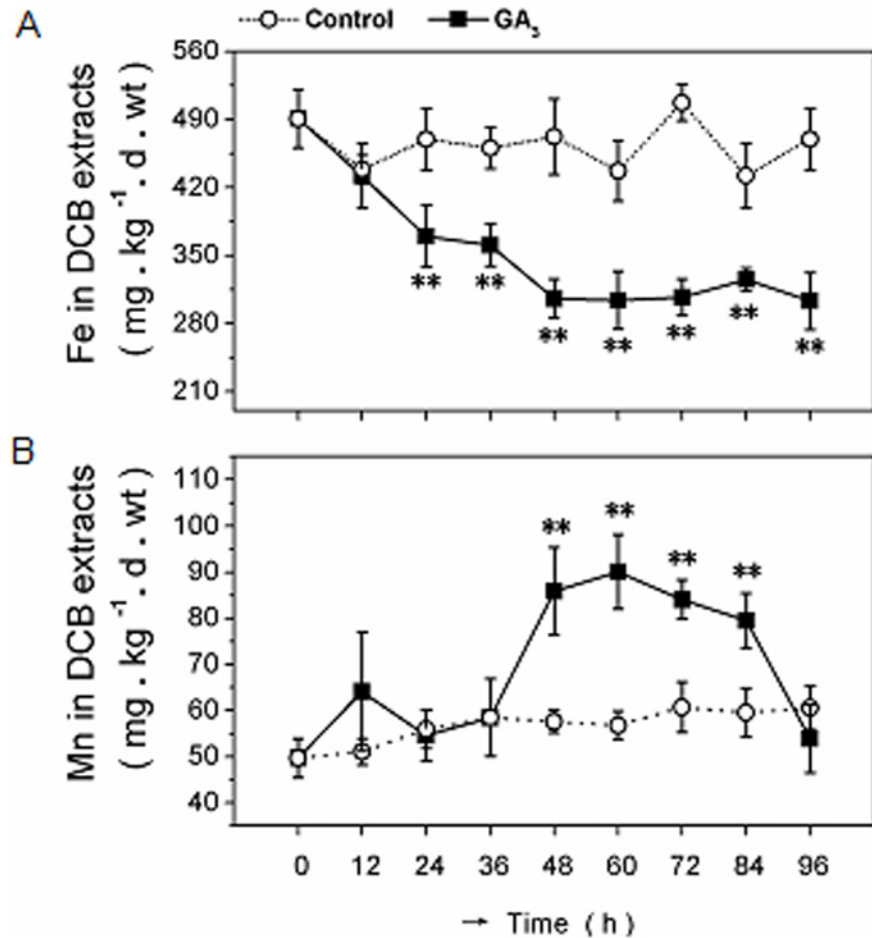 A
Control
GA3
Fe in DCB extracts
( mg . kg-1 . d . wt)
560
490
420
350
280
210
**
**
**
**
**
**
**
B
Mn in DCB extracts
( mg . kg-1 . d . wt)
110
100
90
80
70
60
50
40
**
**
**
**
0 12 24 36 48 60 72 84 96
→ Time ( h )